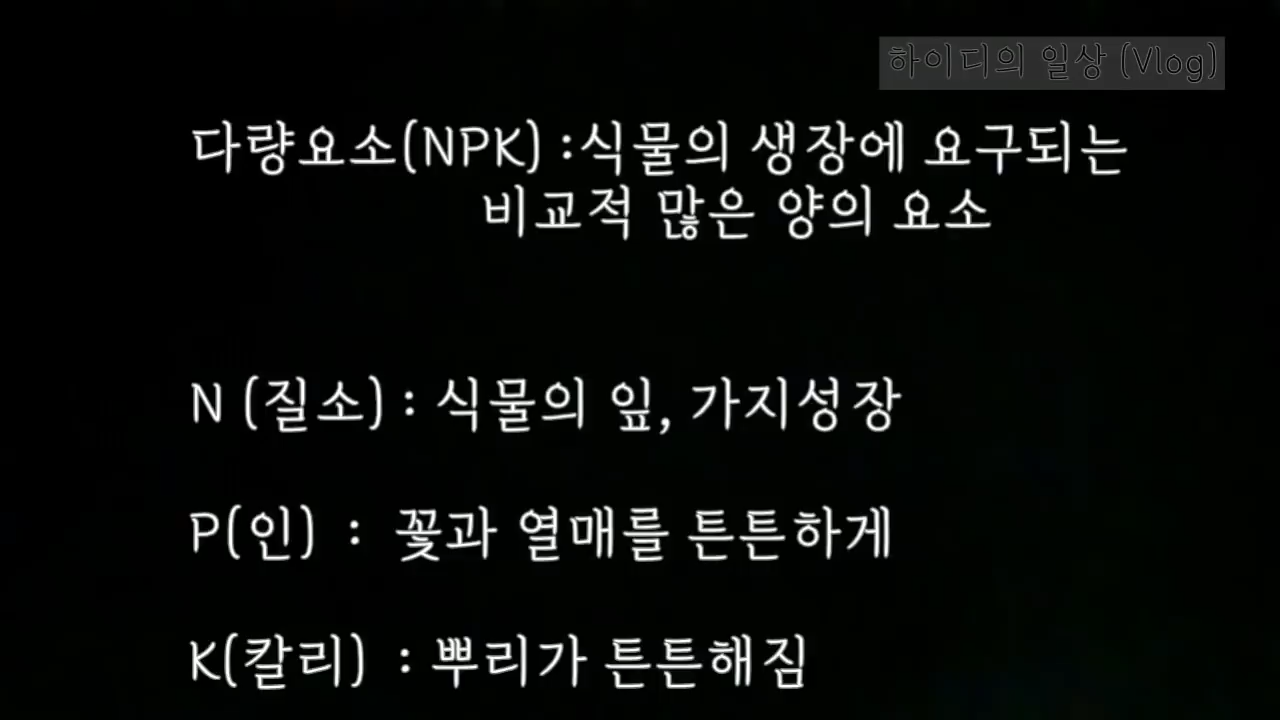 하이디의 일상 (Vlog)
다량요소(NPK) :식물의 생장에 요구되는
비교적 많은 양의 요소
N (질소) : 식물의 잎, 가지성장
P(인) : 꽃과 열매를 튼튼하게
K(칼리) : 뿌리가 튼튼해짐